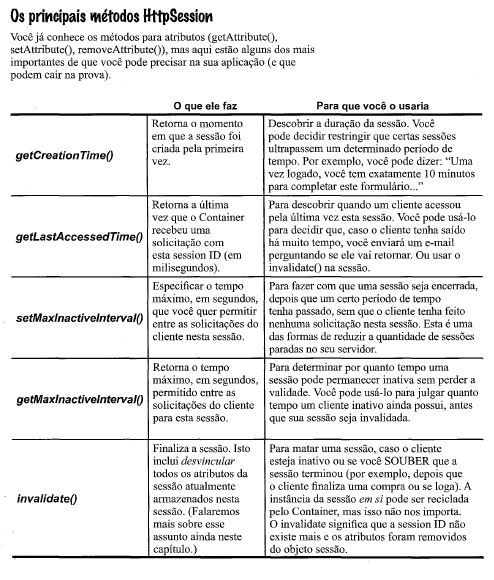 Os principais métodos HttpSession
Você já conhece os métodos para atributos (getAttribute(),
setAttribute(), removeAttribute()), mas aqui estão alguns dos mais
importantes de que você pode precisar na sua aplicação (e que
podem cair na prova).
O que ele faz
Para que você o usaria
getCreationTime()
Retorna o momento
em que a sessão foi
criada pela primeira
vez.
Descobrir a duração da sessão. Você
pode decidir restringir que certas sessões
ultrapassem um determinado período de
tempo. Por exemplo, você pode dizer: “Uma
vez logado, você tem exatamente 10 minutos
para completar este formulário...”
getLastAccessedTime()
Retorna a última
vez que o Container
recebeu uma
solicitação com
esta session ID (em
milisegundos).
Para descobrir quando um cliente acessou
pela última vez esta sessão. Você pode usá-lo
para decidir que, caso o cliente tenha saído
há muito tempo, você enviará um e-mail
perguntando se ele vai retornar. Ou usar o
invalidate() na sessão.
setMaxInactiveInterval()
Especificar o tempo
máximo, em segundos,
que você quer permitir
entre as solicitações do
cliente nesta sessão.
Para fazer com que uma sessão seja encerrada,
depois que um certo período de tempo
tenha passado, sem que o cliente tenha feito
nenhuma solicitação nesta sessão. Esta é uma
das formas de reduzir a quantidade de sessões
paradas no seu servidor.
getMaxInactiveInterval()
Retorna o tempo
máximo, em segundos,
permitido entre as
solicitações do cliente
para esta sessão.
Para determinar por quanto tempo uma
sessão pode permanecer inativa sem perder a
validade. Você pode usá-lo para julgar quanto
tempo um cliente inativo ainda possui, antes
que sua sessão seja invalidada.
invalidate()
Finaliza a sessão. Isto
inclui desvincular
todos os atributos da
sessão atualmente
armazenados nesta
sessão. (Falaremos
mais sobre esse
assunto ainda neste
capítulo.)
Para matar uma sessão, caso o cliente
esteja inativo ou se você SOUBER que a
sessão terminou (por exemplo, depois que
o cliente finaliza uma compra ou se loga). A
instância da sessão em si pode ser reciclada
pelo Container, mas isso não nos importa.
O invalidate significa que a session ID não
existe mais e os atributos foram removidos
do objeto sessão.